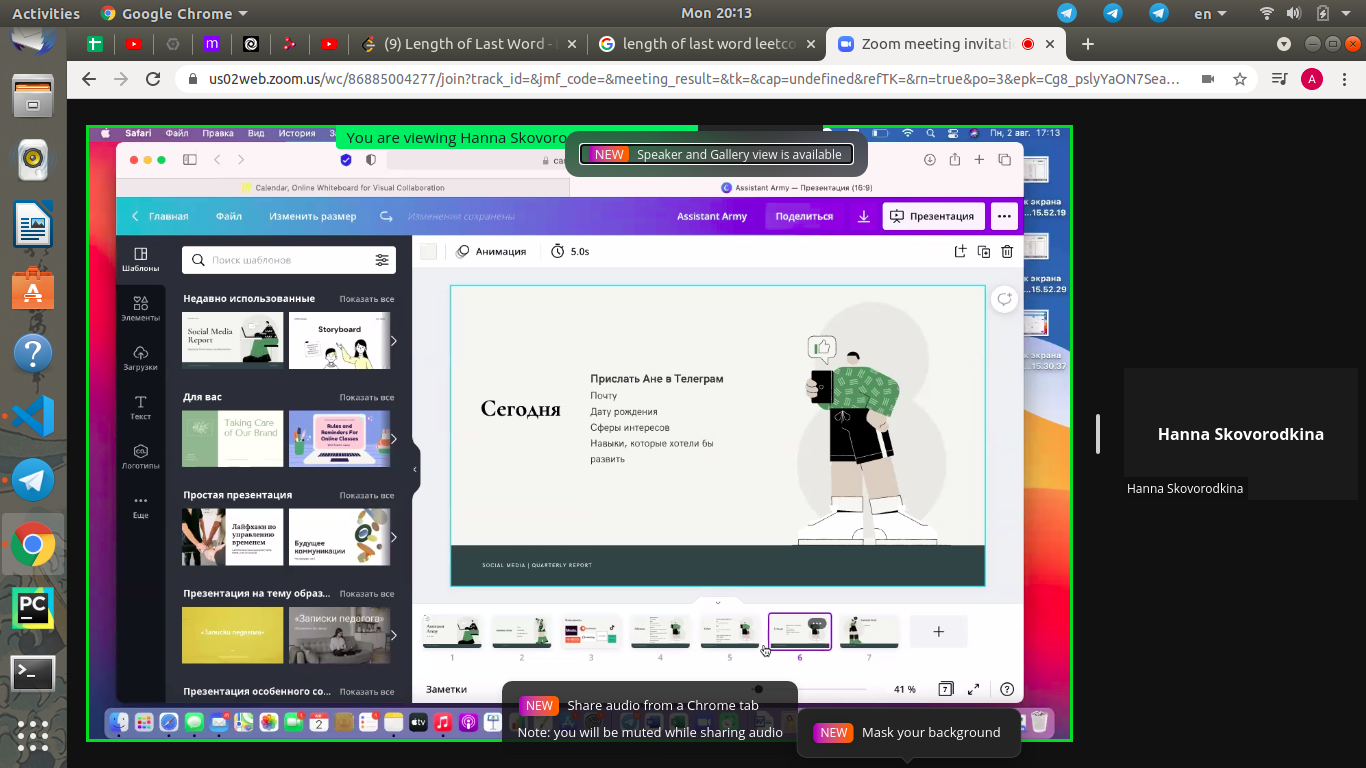 Activities
Google Chrome
Mon 20:13
en
(9) Length of Last Word -
length of last word leetco
Zoom meeting invitati
us02web.zoom.us/wc/86885004277/join?track_id=&jmf_code=&meeting_result=&tk=&cap=undefined&refTK=&rn=true&po=3&epk=Cg8_pslyYaON7Sea...
A
Safari Файл Правка Вид История
You are viewing Hanna Skovoro
Пн, 2 авг. 17:13
NEW Speaker and Gallery view is available
Calendar, Online Whiteboard for Visual Collaboration
Assistant Army — Презентация (16:9)
Главная
Файл
Изменить размер
Изменения сохранены
Assistant Army
Поделиться
Презентация
Шаблоны
Элементы
Загрузки
Текст
Логотипы
Еще
Поиск шаблонов
Анимация
5.0s
Недавно использованные
Показать все
Social Media
Report
Storyboard
Для вас
Показать все
Taking Care
of Our Brand
Rules and
Reminders For
Online Classes
Простая презентация
Показать все
Лайфхаки по
управлению
временем
Будущее
коммуникации
Презентация на тему образ...
Показать все
«Записки педагога»
«Записки педагога»
Презентация особенного со...
Показать все
Сегодня
Прислать Ане в Телеграм
Почту
Дату рождения
Сферы интересов
Навыки, которые хотели бы
развить
SOCIAL MEDIA | QUARTERLY REPORT
к экрана
...15.52.19
к экрана
...15.52.29
к экрана
...15.30.37
1
2
3
4
5
6
7
Заметки
41 %
7
Hanna Skovorodkina
Hanna Skovorodkina
NEW Share audio from a Chrome tab
Note: you will be muted while sharing audio
NEW Mask your background